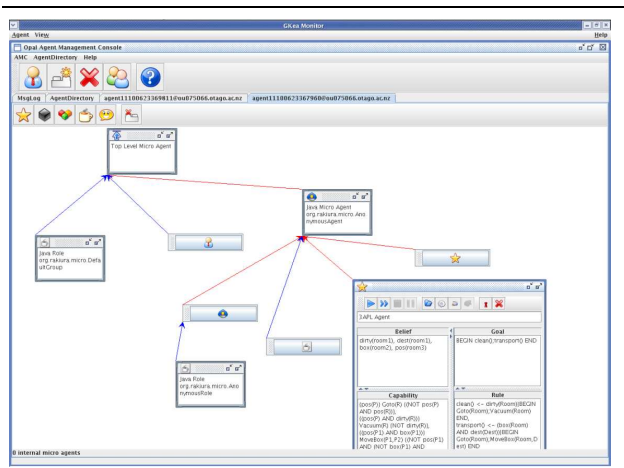 GKea Monitor
Agent View Help
Opal Agent Management Console
AMC AgentDirectory Help
MsgLog AgentDirectory agent11100623369811@ou075066.otago.ac.nz agent11100623367960@ou075066.otago.ac.nz
Top Level Micro Agent
Java Micro Agent
org.rakiura.micro.Ano
nymousAgent
Java Role
org.rakiura.micro.Defa
ultGroup
3APL Agent
Belief
dirty(room1), dest(room1),
box(room2), pos(room3)
Goal
BEGIN clean();transport() END
Java Role
org.rakiura.micro.Ano
nymousRole
Capability
((pos(P)) Goto(R) ((NOT pos(P)
AND pos(R))),
((pos(P) AND dirty(R)))
Vacuum(R) (NOT dirty(R)),
((pos(P1) AND box(P1)))
MoveBox(P1,P2) ((NOT pos(P1)
AND (NOT box(P1) AND
Rule
clean() <- dirty(Room)|BEGIN
Goto(Room);Vacuum(Room)
END,
transport() <- (box(Room)
AND dest(Dest))|BEGIN
Goto(Room);MoveBox(Room,D
est) END
0 internal micro agents